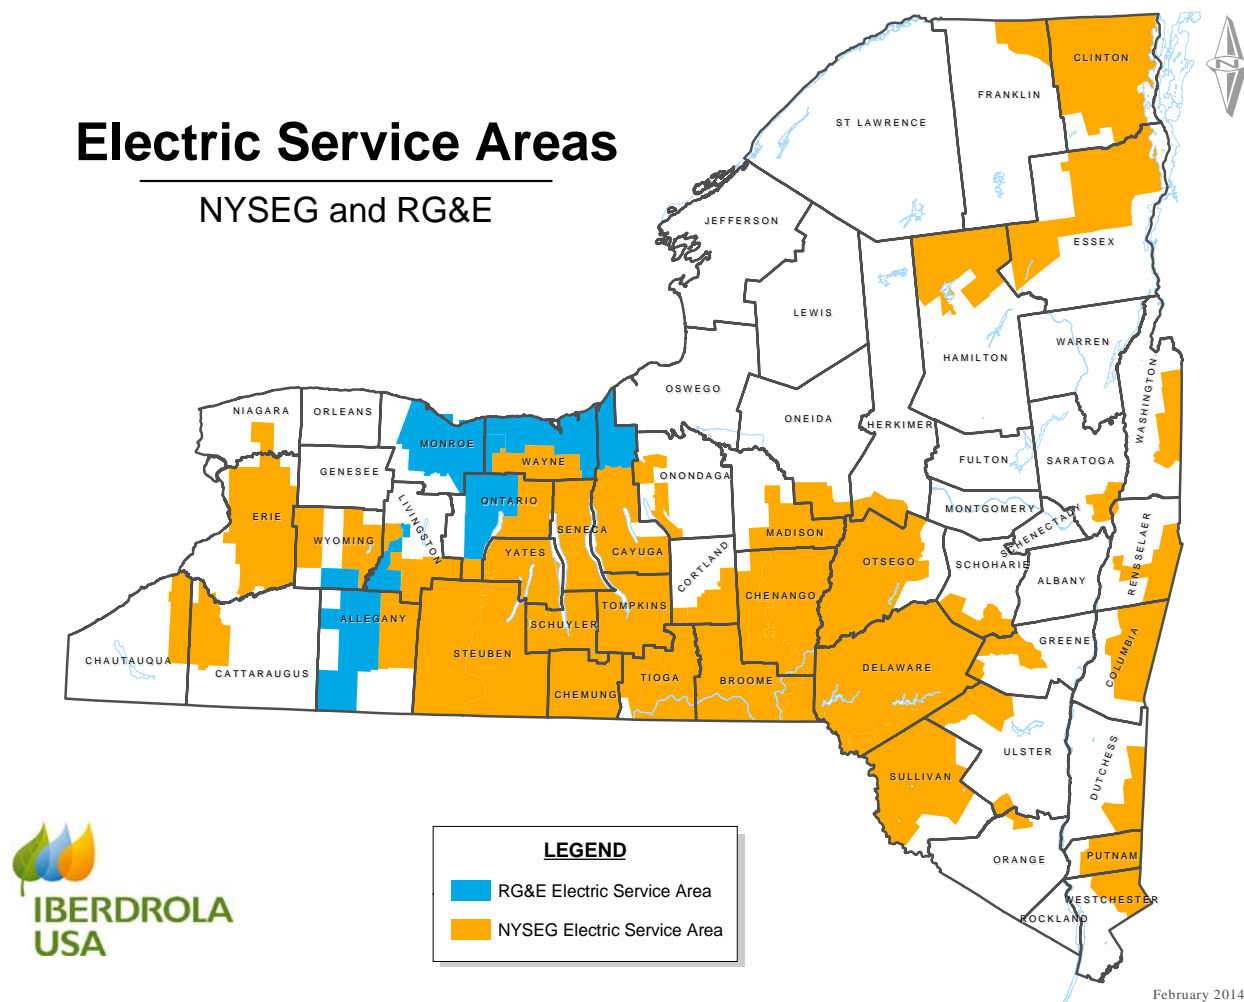 Electric Service Areas
NYSEG and RG&E
N
CLINTON
FRANKLIN
ST LAWRENCE
JEFFERSON
ESSEX
LEWIS
WARREN
HAMILTON
WASHINGTON
OSWEGO
ONEIDA
HERKIMER
NIAGARA
ORLEANS
MONROE
WAYNE
GENESEE
ONONDAGA
FULTON
SARATOGA
ERIE
LIVINGSTON
ONTARIO
SENECA
MONTGOMERY
SCHENECTADY
WYOMING
YATES
CAYUGA
MADISON
OTSEGO
SCHOHARIE
RENSSELAER
CORTLAND
ALBANY
CHENANGO
ALLEGANY
SCHUYLER
TOMPKINS
GREENE
COLUMBIA
CHAUTAUQUA
CATTARAUGUS
STEUBEN
CHEMUNG
TIOGA
BROOME
DELAWARE
ULSTER
DUTCHESS
SULLIVAN
ORANGE
PUTNAM
WESTCHESTER
ROCKLAND
LEGEND
RG&E Electric Service Area
NYSEG Electric Service Area
IBERDROLA
USA
February 2014